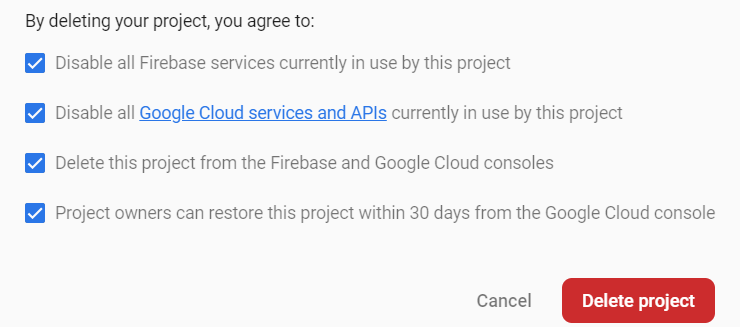 By deleting your project, you agree to:
Disable all Firebase services currently in use by this project
Disable all Google Cloud services and APIs currently in use by this project
Delete this project from the Firebase and Google Cloud consoles
Project owners can restore this project within 30 days from the Google Cloud console
Cancel Delete project